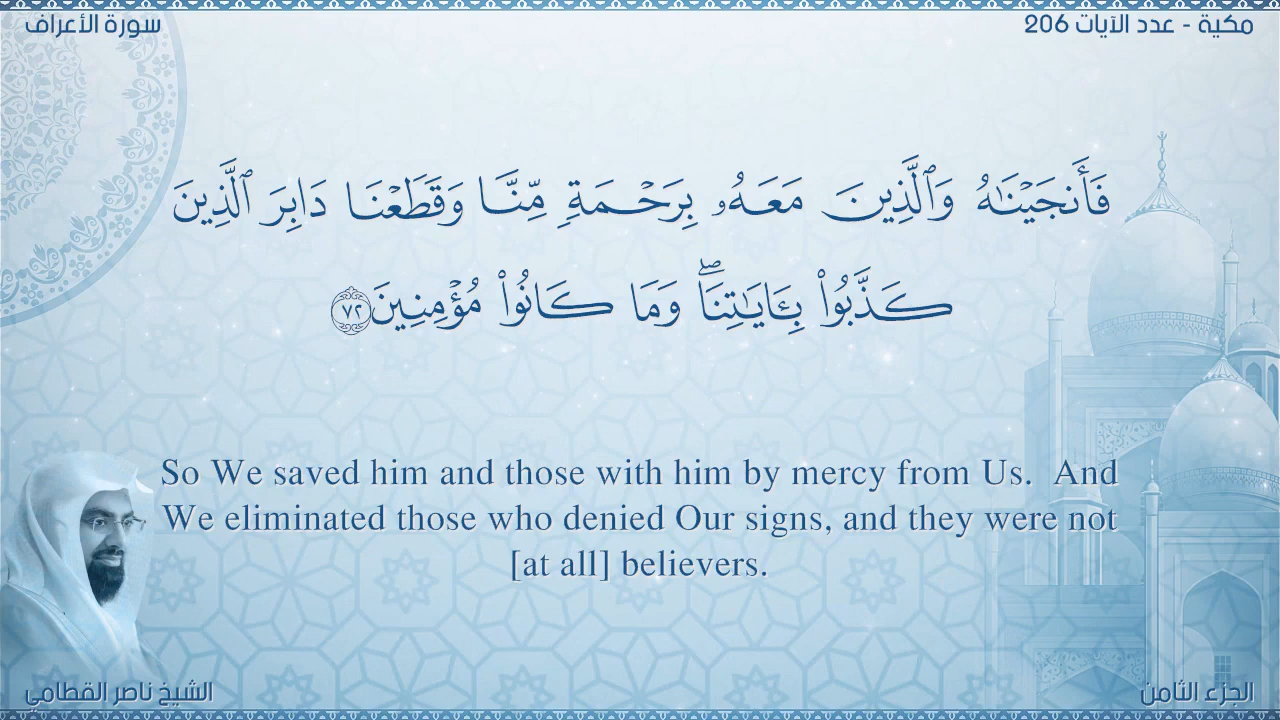 سورة الأعراف
مكية - عدد الآيات 206
فَأَنجَيْنَٰهُ وَٱلَّذِينَ مَعَهُۥ بِرَحْمَةٍ مِّنَّا وَقَطَعْنَا دَابِرَ ٱلَّذِينَ
كَذَّبُوا۟ بِـَٔايَٰتِنَا ۖ وَمَا كَانُوا۟ مُؤْمِنِينَ ٧٢
So We saved him and those with him by mercy from Us.  And
We eliminated those who denied Our signs, and they were not
[at all] believers.
الشيخ ناصر القطامي
الجزء الثامن